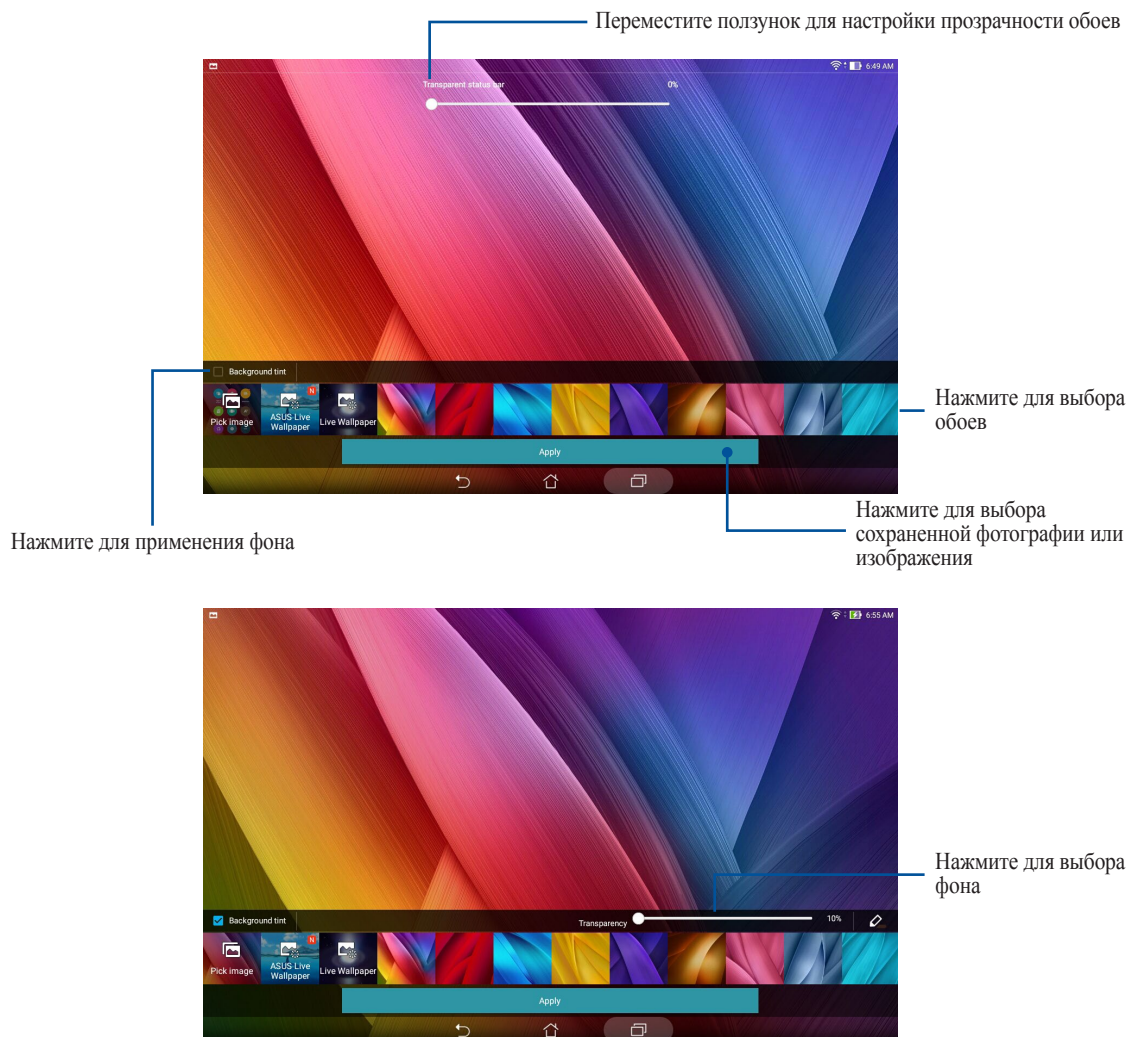 Переместите ползунок для настройки прозрачности обоев
6:49 AM
Transparent status bar 0%
Background tint
Pick image
ASUS Live
Wallpaper
N
Live Wallpaper
Apply
Нажмите для выбора
обоев
Нажмите для применения фона
Нажмите для выбора
сохраненной фотографии или
изображения
6:55 AM
Background tint
Transparency 10%
Нажмите для выбора
фона
Pick image
ASUS Live
Wallpaper
N
Live Wallpaper
Apply